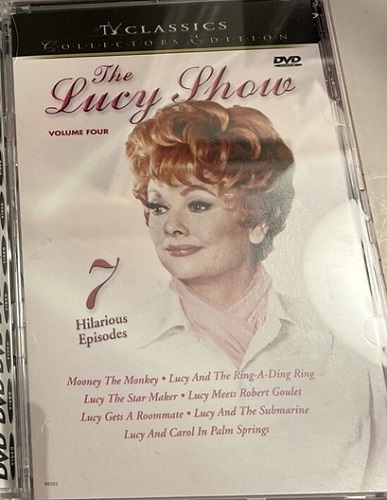 TV CLASSICS
COLLECTORS EDITION
DVD
The
Lucy Show
VOLUME FOUR
7
Hilarious
Episodes
Mooney The Monkey • Lucy And The Ring-A-Ding Ring
Lucy The Star Maker • Lucy Meets Robert Goulet
Lucy Gets A Roommate • Lucy And The Submarine
Lucy And Carol In Palm Springs
DVD
DVD
DVD
DVD